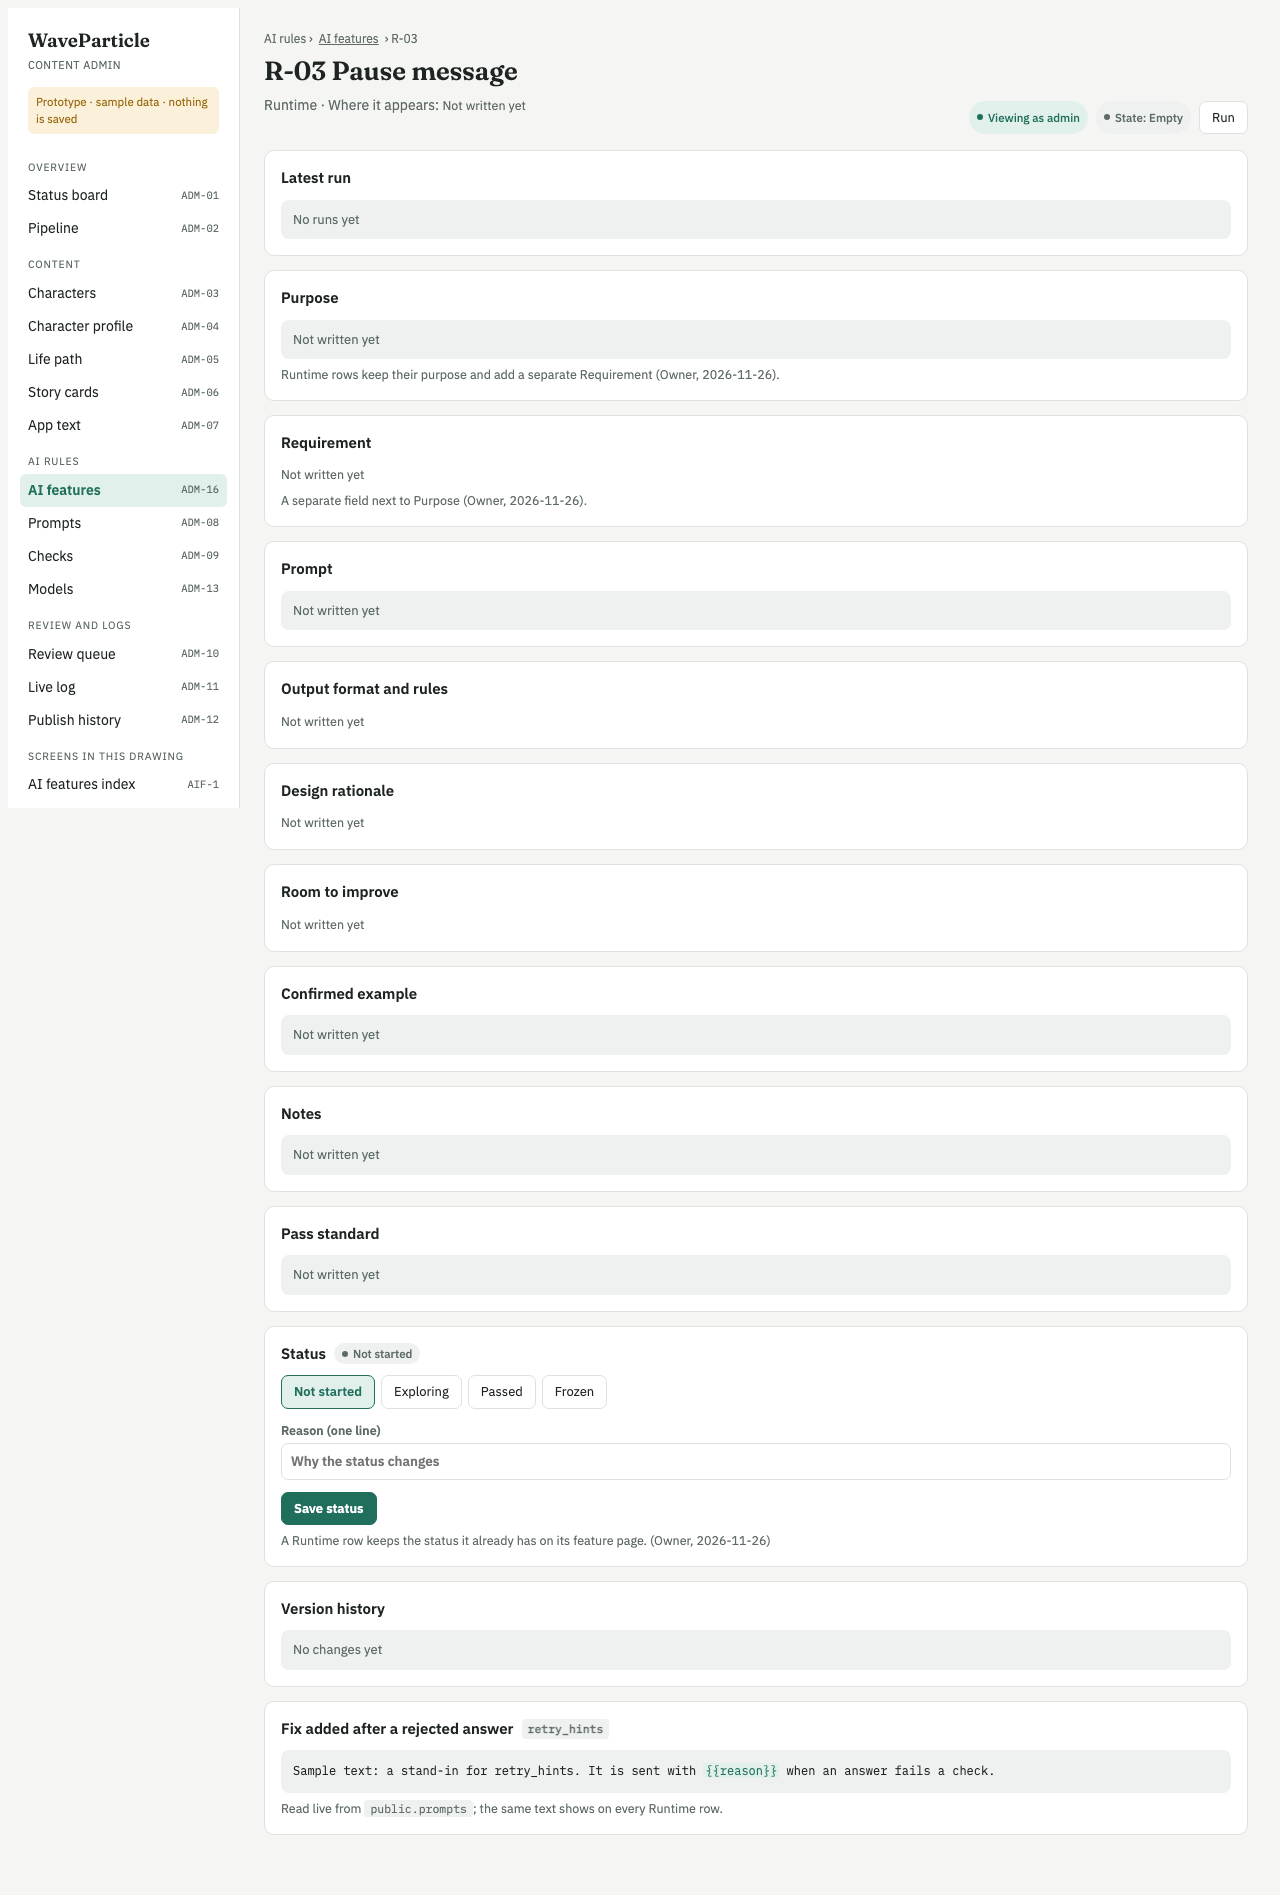 WaveParticle
CONTENT ADMIN
Prototype · sample data · nothing
is saved
OVERVIEW
Status board ADM-01
Pipeline ADM-02
CONTENT
Characters ADM-03
Character profile ADM-04
Life path ADM-05
Story cards ADM-06
App text ADM-07
AI RULES
AI features ADM-16
Prompts ADM-08
Checks ADM-09
Models ADM-13
REVIEW AND LOGS
Review queue ADM-10
Live log ADM-11
Publish history ADM-12
SCREENS IN THIS DRAWING
AI features index AIF-1
AI rules › AI features › R-03
R-03 Pause message
Runtime · Where it appears: Not written yet
Viewing as admin
State: Empty
Run
Latest run
No runs yet
Purpose
Not written yet
Runtime rows keep their purpose and add a separate Requirement (Owner, 2026-11-26).
Requirement
Not written yet
A separate field next to Purpose (Owner, 2026-11-26).
Prompt
Not written yet
Output format and rules
Not written yet
Design rationale
Not written yet
Room to improve
Not written yet
Confirmed example
Not written yet
Notes
Not written yet
Pass standard
Not written yet
Status Not started
Not started Exploring Passed Frozen
Reason (one line)
Why the status changes
Save status
A Runtime row keeps the status it already has on its feature page. (Owner, 2026-11-26)
Version history
No changes yet
Fix added after a rejected answer retry_hints
Sample text: a stand-in for retry_hints. It is sent with {{reason}} when an answer fails a check.
Read live from public.prompts; the same text shows on every Runtime row.